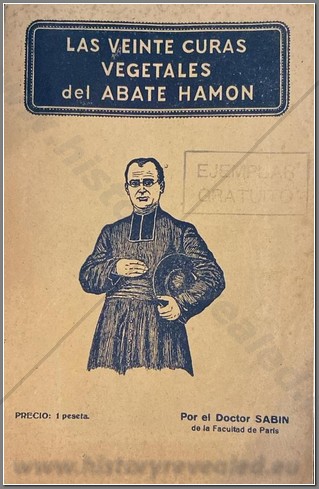 LAS VEINTE CURAS
VEGETALES
del ABATE HAMON
EJEMPLAR
GRATUITO
PRECIO: 1 peseta.
Por el Doctor SABIN
de la Facultad de París
www.historyrevealed.eu